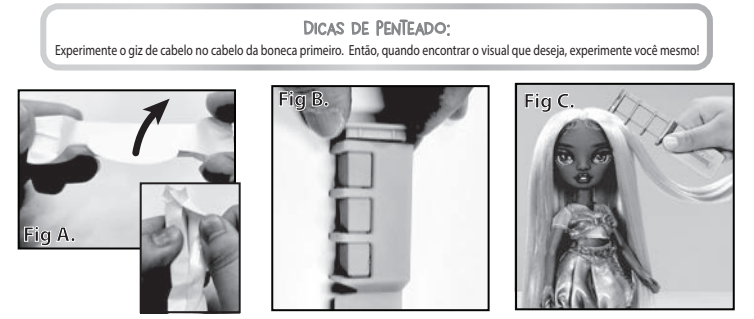 DICAS DE PENTEADO:
Experimente o giz de cabelo no cabelo da boneca primeiro. Então, quando encontrar o visual que deseja, experimente você mesmo!
Fig A.
Fig B.
Fig C.